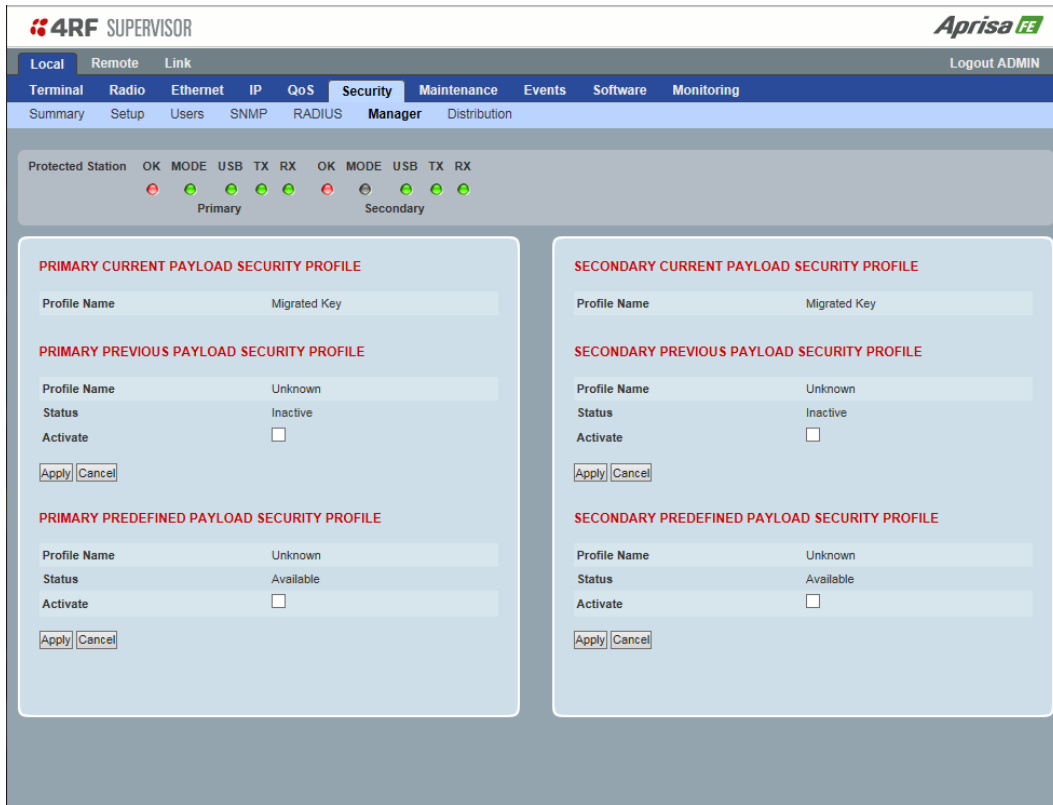 4RF SUPERVISOR
Aprisa FE
Local Remote Link Logout ADMIN
Terminal Radio Ethernet IP QoS Security Maintenance Events Software Monitoring
Summary Setup Users SNMP RADIUS Manager Distribution
Protected Station OK MODE USB TX RX OK MODE USB TX RX
Primary Secondary
PRIMARY CURRENT PAYLOAD SECURITY PROFILE
Profile Name Migrated Key
PRIMARY PREVIOUS PAYLOAD SECURITY PROFILE
Profile Name Unknown
Status Inactive
Activate
Apply Cancel
PRIMARY PREDEFINED PAYLOAD SECURITY PROFILE
Profile Name Unknown
Status Available
Activate
Apply Cancel
SECONDARY CURRENT PAYLOAD SECURITY PROFILE
Profile Name Migrated Key
SECONDARY PREVIOUS PAYLOAD SECURITY PROFILE
Profile Name Unknown
Status Inactive
Activate
Apply Cancel
SECONDARY PREDEFINED PAYLOAD SECURITY PROFILE
Profile Name Unknown
Status Available
Activate
Apply Cancel